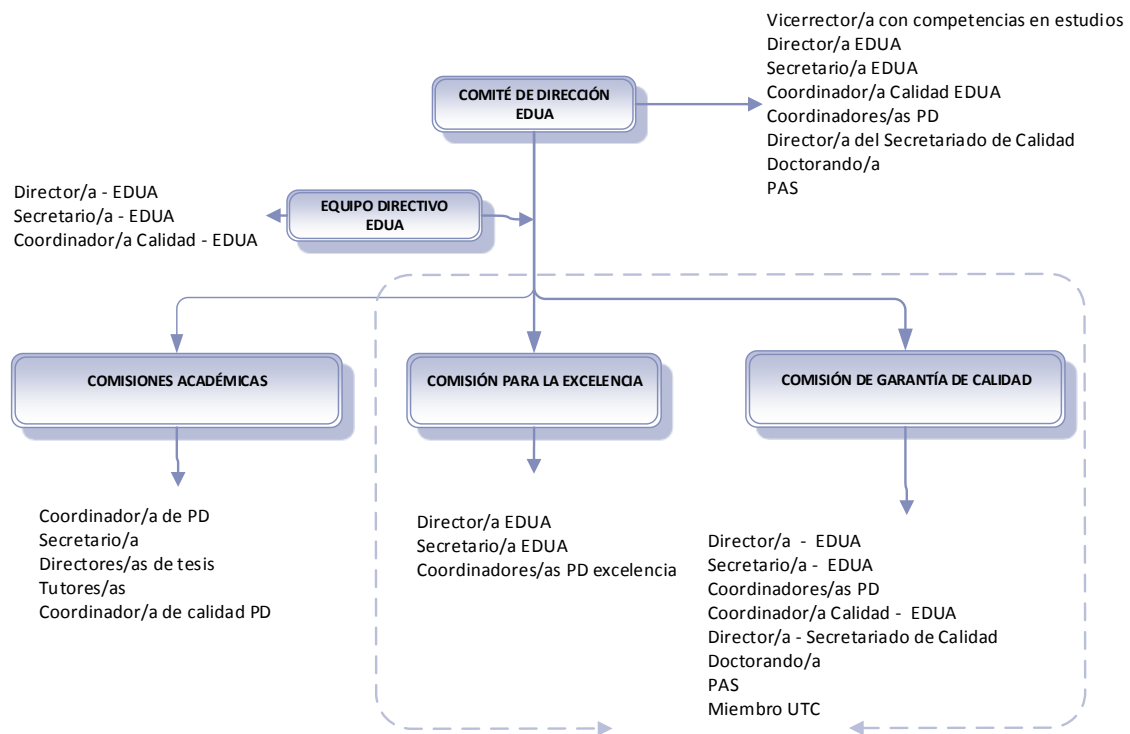 Vicerrector/a con competencias en estudios
Director/a EDUA
Secretario/a EDUA
Coordinador/a Calidad EDUA
Coordinadores/as PD
Director/a del Secretariado de Calidad
Doctorando/a
PAS
COMITÉ DE DIRECCIÓN
EDUA
Director/a - EDUA
Secretario/a - EDUA
Coordinador/a Calidad - EDUA
EQUIPO DIRECTIVO
EDUA
COMISIONES ACADÉMICAS
COMISIÓN PARA LA EXCELENCIA
COMISIÓN DE GARANTÍA DE CALIDAD
Coordinador/a de PD
Secretario/a
Directores/as de tesis
Tutores/as
Coordinador/a de calidad PD
Director/a EDUA
Secretario/a EDUA
Coordinadores/as PD excelencia
Director/a - EDUA
Secretario/a - EDUA
Coordinadores/as PD
Coordinador/a Calidad - EDUA
Director/a - Secretariado de Calidad
Doctorando/a
PAS
Miembro UTC